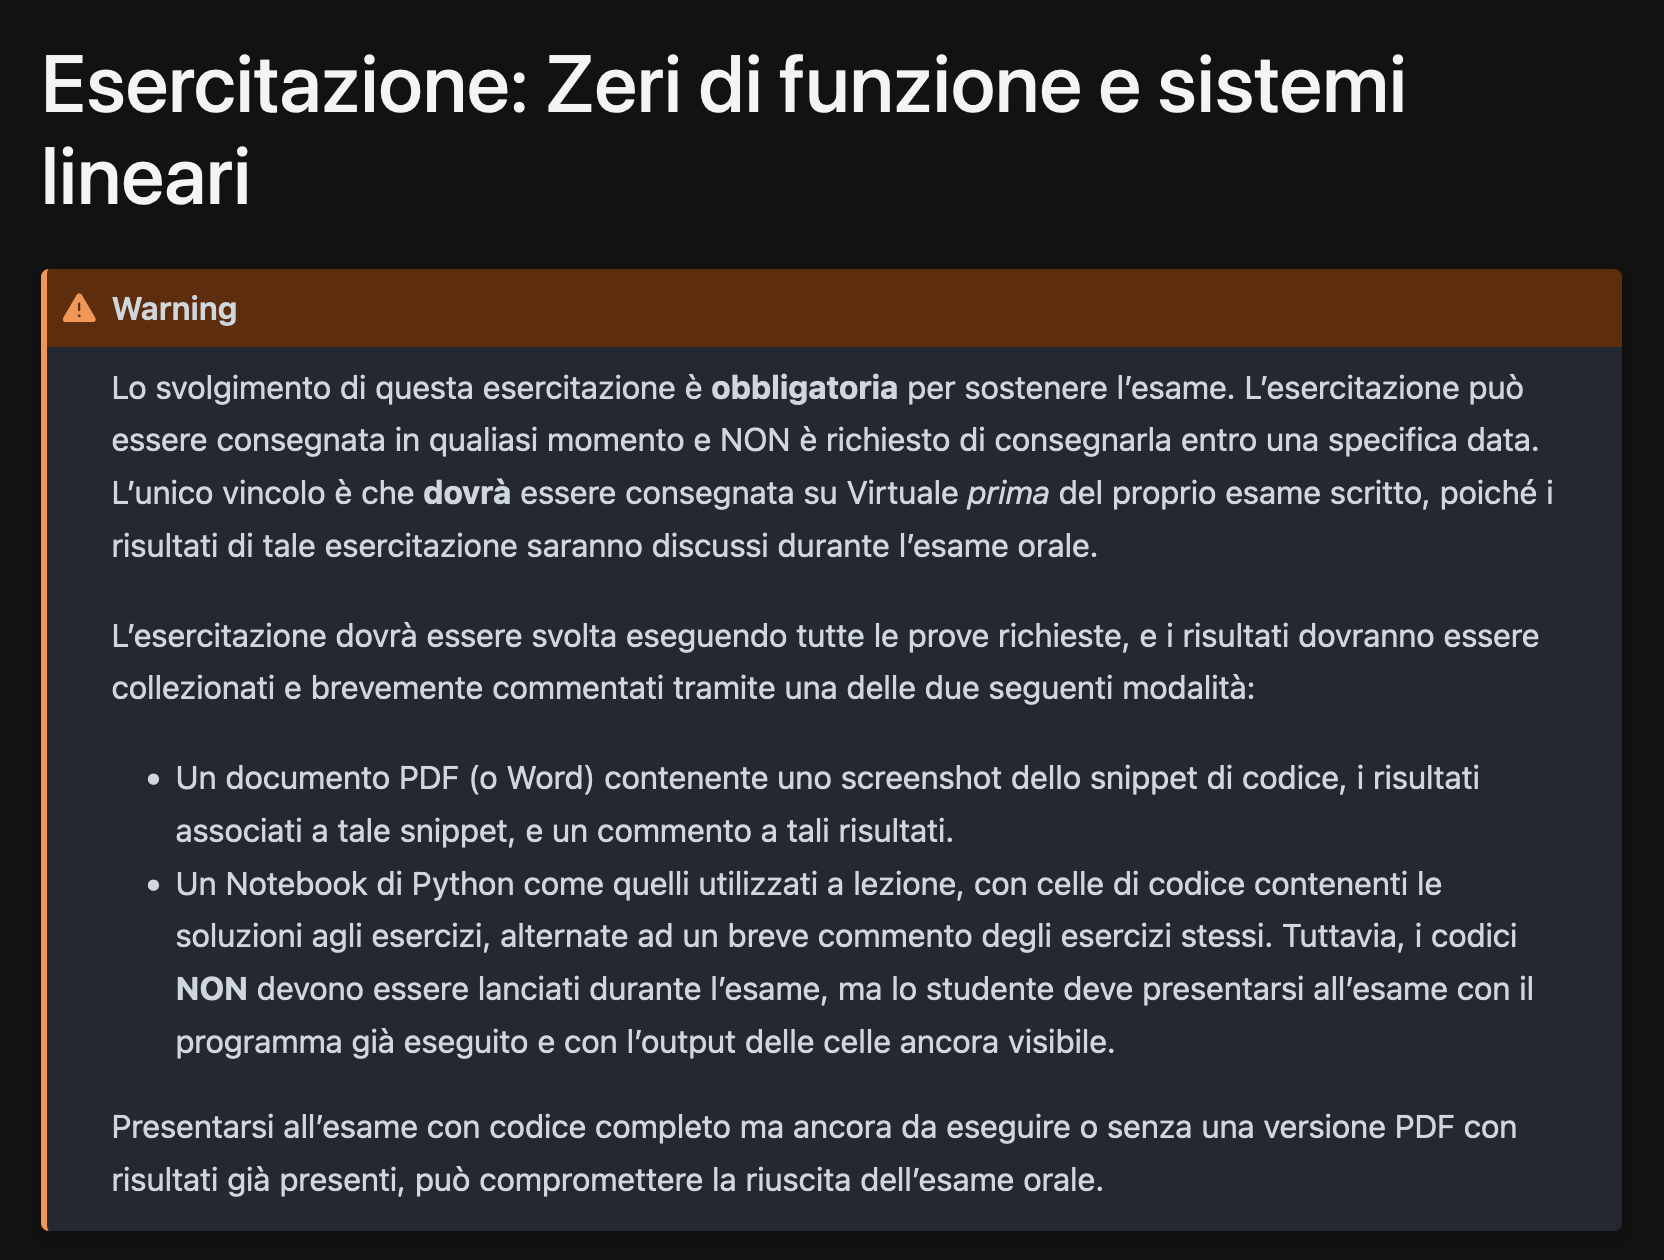 Esercitazione: Zeri di funzione e sistemi
lineari
Warning
Lo svolgimento di questa esercitazione è obbligatoria per sostenere l’esame. L’esercitazione può
essere consegnata in qualiasi momento e NON è richiesto di consegnarla entro una specifica data.
L’unico vincolo è che dovrà essere consegnata su Virtuale prima del proprio esame scritto, poiché i
risultati di tale esercitazione saranno discussi durante l’esame orale.
L’esercitazione dovrà essere svolta eseguendo tutte le prove richieste, e i risultati dovranno essere
collezionati e brevemente commentati tramite una delle due seguenti modalità:
• Un documento PDF (o Word) contenente uno screenshot dello snippet di codice, i risultati
associati a tale snippet, e un commento a tali risultati.
• Un Notebook di Python come quelli utilizzati a lezione, con celle di codice contenenti le
soluzioni agli esercizi, alternate ad un breve commento degli esercizi stessi. Tuttavia, i codici
NON devono essere lanciati durante l’esame, ma lo studente deve presentarsi all’esame con il
programma già eseguito e con l’output delle celle ancora visibile.
Presentarsi all’esame con codice completo ma ancora da eseguire o senza una versione PDF con
risultati già presenti, può compromettere la riuscita dell’esame orale.